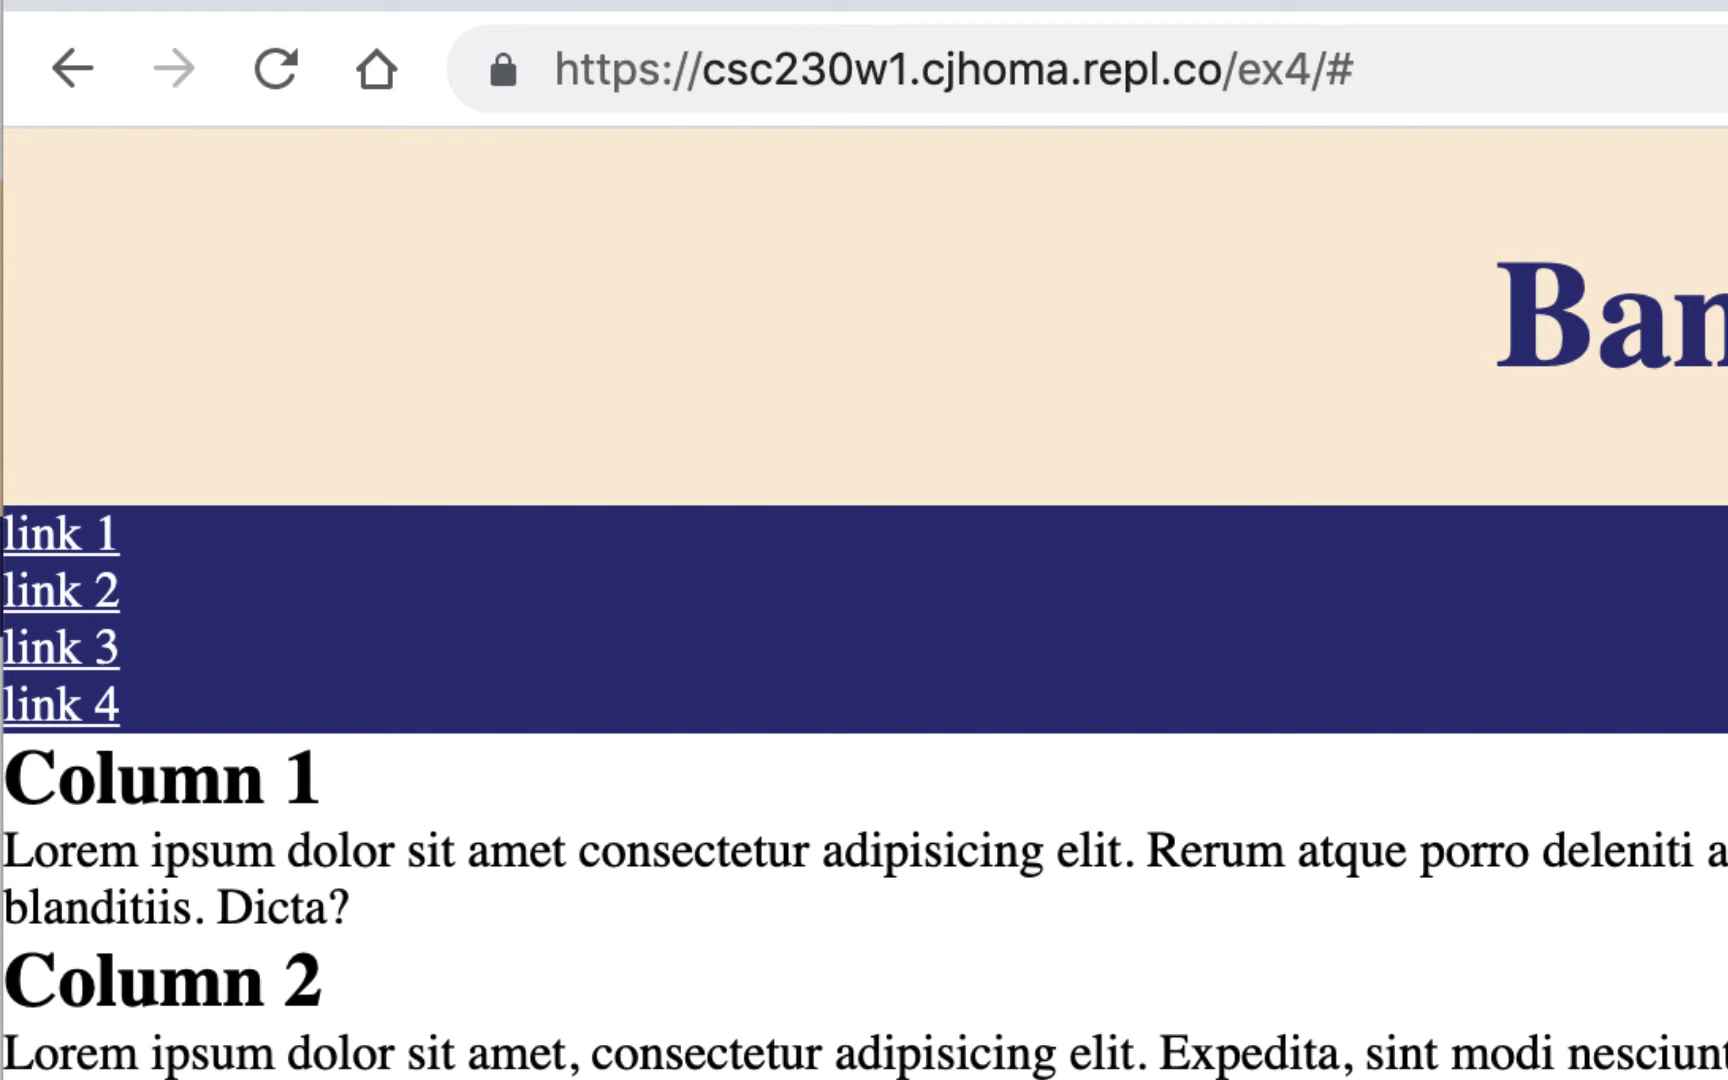 https://csc230w1.cjhoma.repl.co/ex4/#
Ban
link 1
link 2
link 3
link 4
Column 1
Lorem ipsum dolor sit amet consectetur adipisicing elit. Rerum atque porro deleniti a
blanditiis. Dicta?
Column 2
Lorem ipsum dolor sit amet, consectetur adipisicing elit. Expedita, sint modi nesciunt